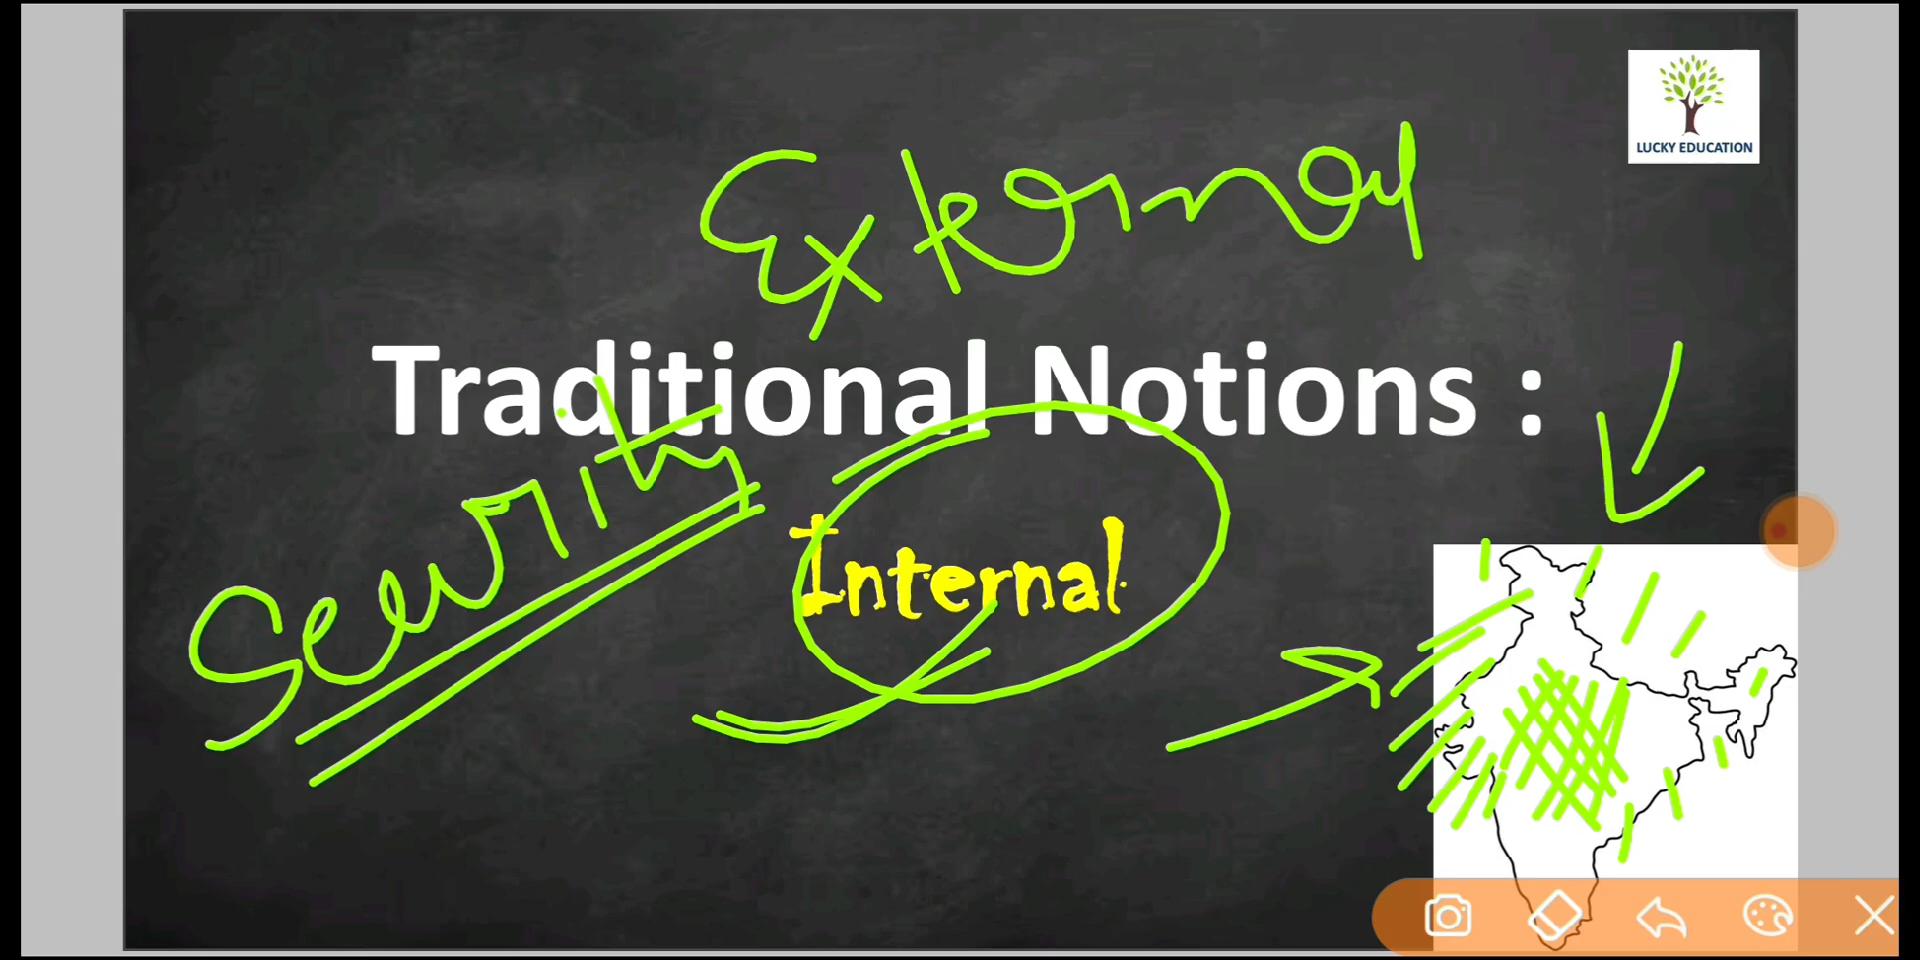 LUCKY EDUCATION
External
Traditional Notions :
Security
Internal